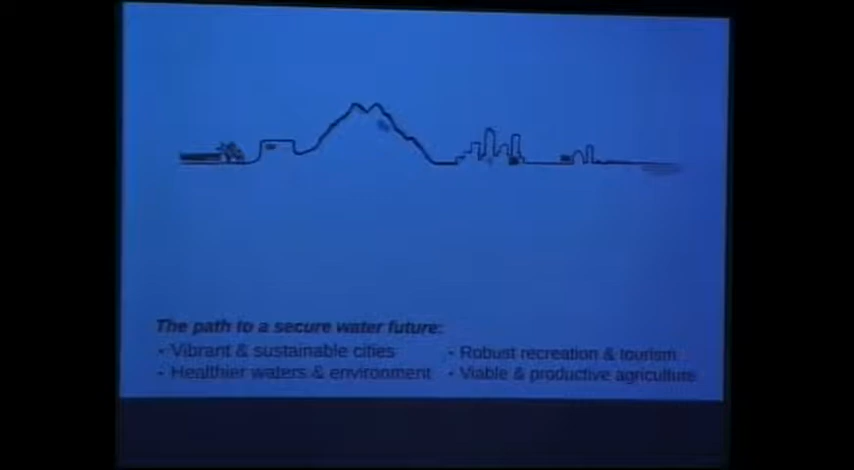 The path to a secure water future:
• Vibrant & sustainable cities
• Healthier waters & environment
• Robust recreation & tourism
• Viable & productive agriculture